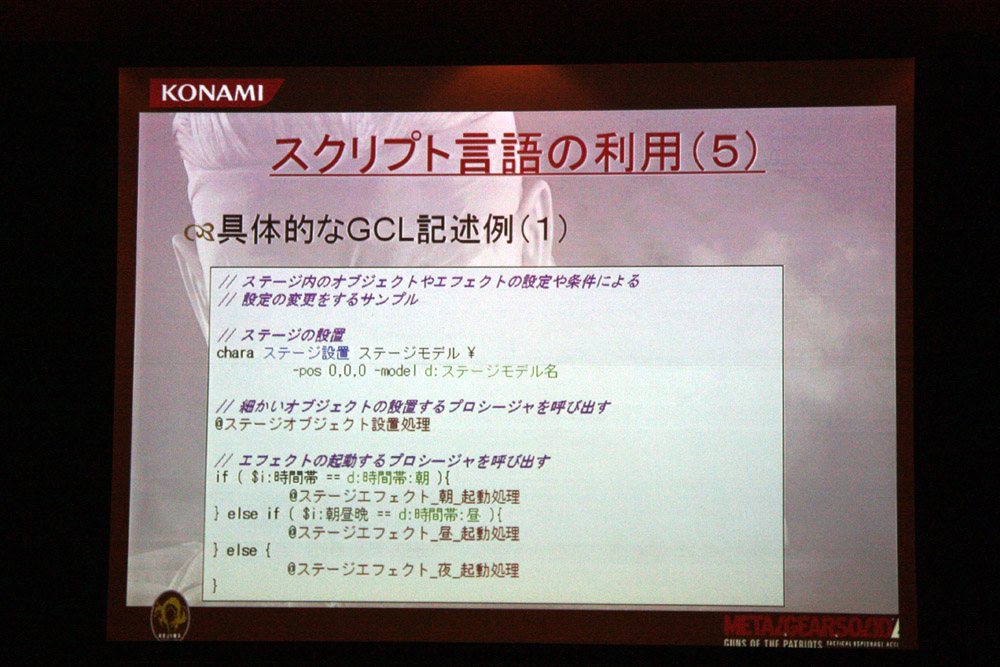 KONAMI
スクリプト言語の利用(5)
具体的なGCL記述例(1)
// ステージ内のオブジェクトやエフェクトの設定や条件による
// 設定の変更をするサンプル
// ステージの設置
chara ステージ設置 ステージモデル ¥
-pos 0,0,0 -model d:ステージモデル名
// 細かいオブジェクトの設置するプロシージャを呼び出す
@ステージオブジェクト設置処理
// エフェクトの起動するプロシージャを呼び出す
if ( $i:時間帯 == d:時間帯:朝 ){
@ステージエフェクト_朝_起動処理
} else if ( $i:朝昼晩 == d:時間帯:昼 ){
@ステージエフェクト_昼_起動処理
} else {
@ステージエフェクト_夜_起動処理
}
KOJIMA
METAL GEAR SOLID 4
GUNS OF THE PATRIOTS TACTICAL ESPIONAGE